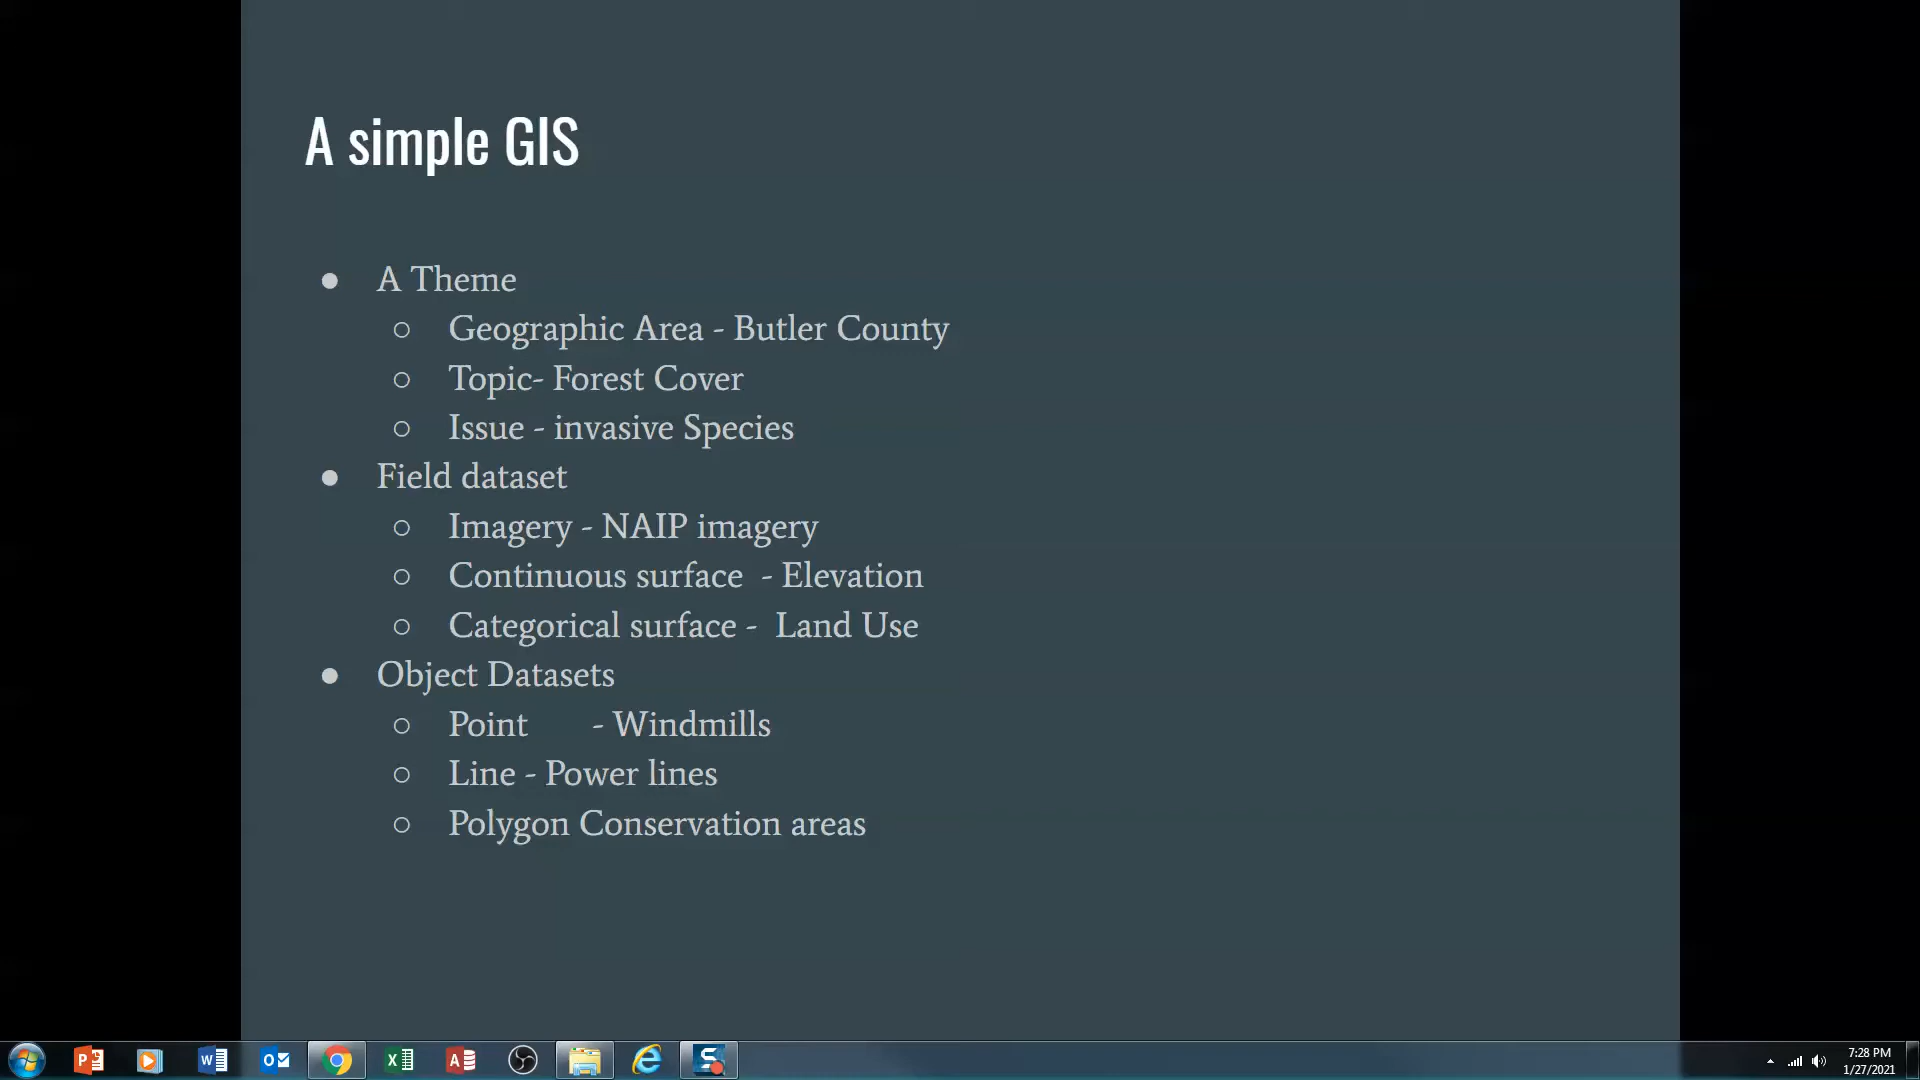 A simple GIS
● A Theme
○ Geographic Area - Butler County
○ Topic- Forest Cover
○ Issue - invasive Species
● Field dataset
○ Imagery - NAIP imagery
○ Continuous surface  - Elevation
○ Categorical surface -  Land Use
● Object Datasets
○ Point      - Windmills
○ Line - Power lines
○ Polygon Conservation areas
7:28 PM
1/27/2021